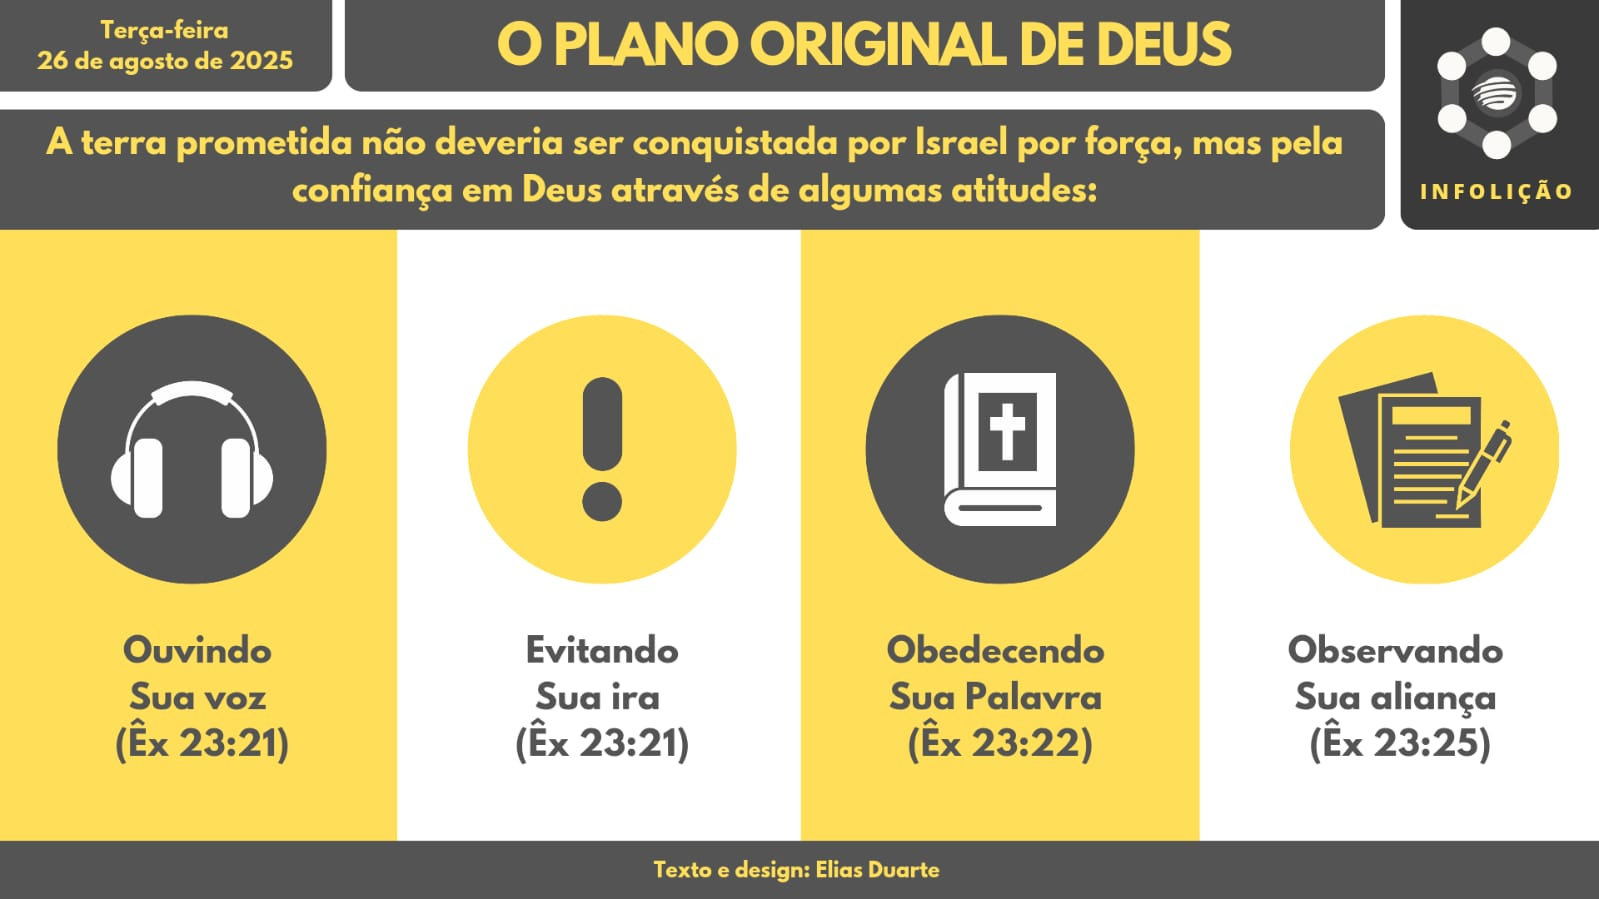 Terça-feira
26 de agosto de 2025
O PLANO ORIGINAL DE DEUS
INFOLIÇÃO
A terra prometida não deveria ser conquistada por Israel por força, mas pela
confiança em Deus através de algumas atitudes:
Ouvindo
Sua voz
(Êx 23:21)
Evitando
Sua ira
(Êx 23:21)
Obedecendo
Sua Palavra
(Êx 23:22)
Observando
Sua aliança
(Êx 23:25)
Texto e design: Elias Duarte